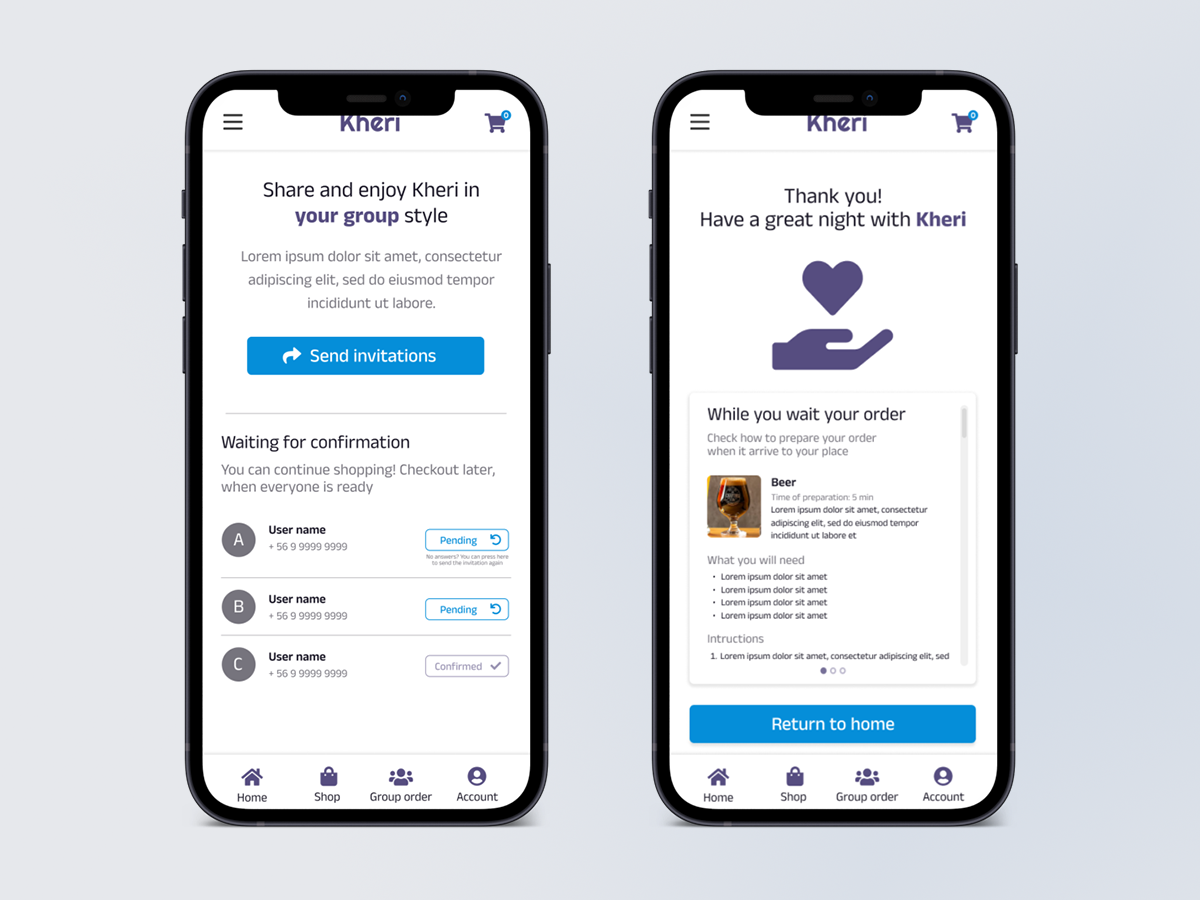 Kheri
0
Share and enjoy Kheri in
your group style
Lorem ipsum dolor sit amet, consectetur
adipiscing elit, sed do eiusmod tempor
incididunt ut labore.
Send invitations
Waiting for confirmation
You can continue shopping! Checkout later,
when everyone is ready
A
User name
+ 56 9 9999 9999
Pending
No answers? You can press here
to send the invitation again
B
User name
+ 56 9 9999 9999
Pending
C
User name
+ 56 9 9999 9999
Confirmed
Home
Shop
Group order
Account
Kheri
0
Thank you!
Have a great night with Kheri
While you wait your order
Check how to prepare your order
when it arrive to your place
Beer
Time of preparation: 5 min
Lorem ipsum dolor sit amet, consectetur
adipiscing elit, sed do eiusmod tempor
incididunt ut labore et
What you will need
• Lorem ipsum dolor sit amet
• Lorem ipsum dolor sit amet
• Lorem ipsum dolor sit amet
• Lorem ipsum dolor sit amet
Intructions
1. Lorem ipsum dolor sit amet, consectetur adipiscing elit, sed
Return to home
Home
Shop
Group order
Account